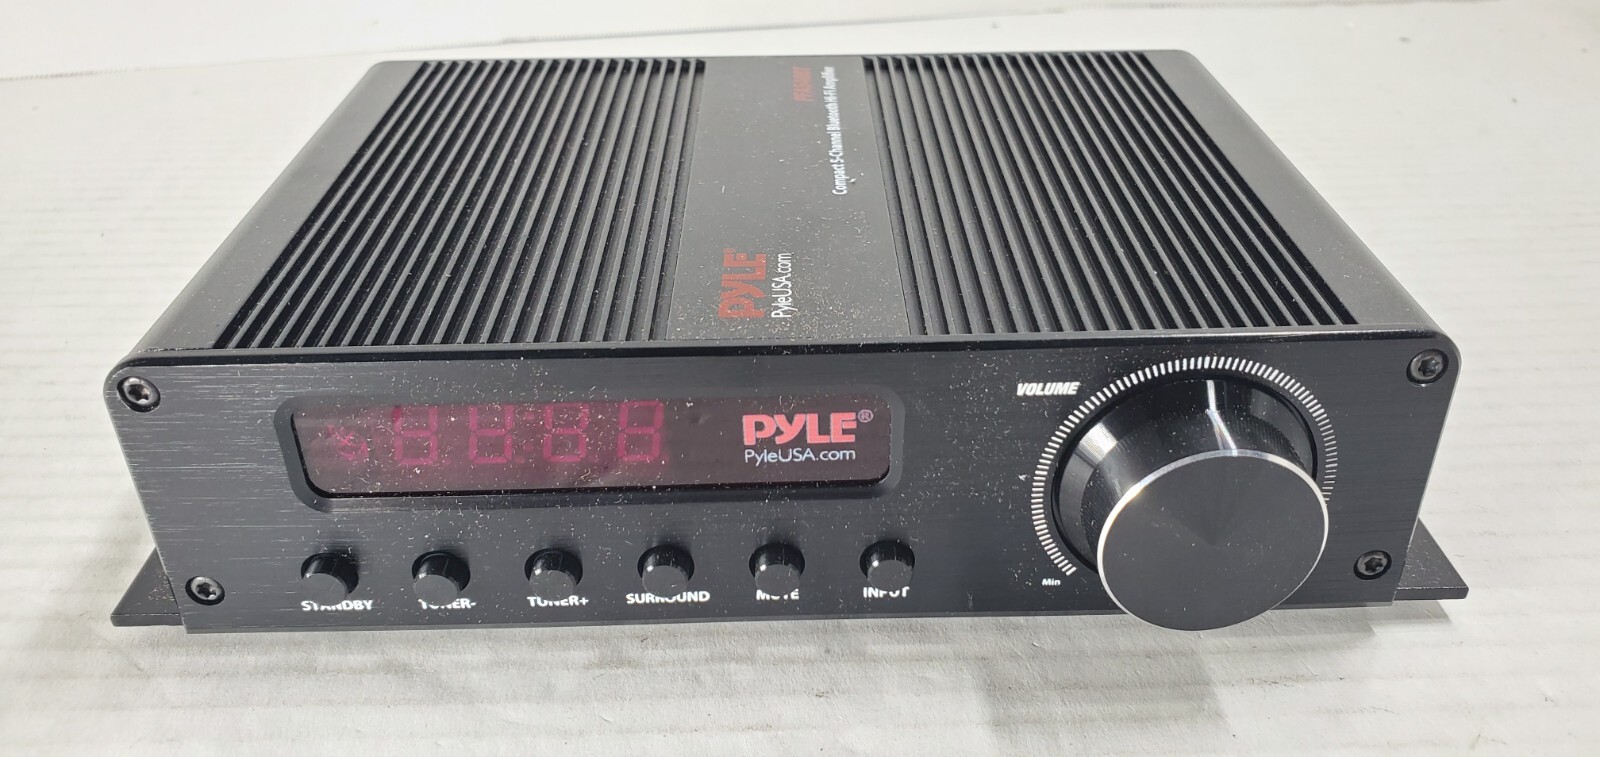 Compact 5-Channel Bluetooth Hi-Fi Amplifier
PYLE®
PyleUSA.com
PYLE®
PyleUSA.com
VOLUME
Min
STANDBY
TUNER-
TUNER+
SURROUND
MUTE
INPUT